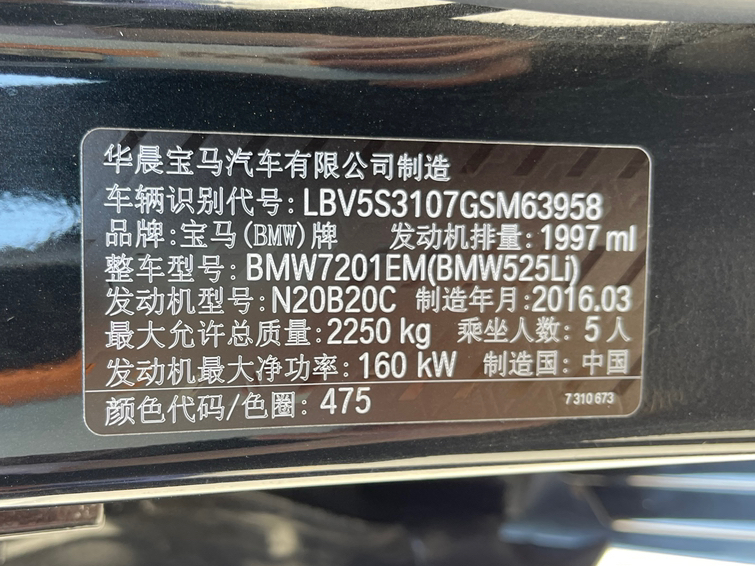 华晨宝马汽车有限公司制造
车辆识别代号: LBV5S3107GSM63958
品牌: 宝马(BMW)牌 发动机排量: 1997 ml
整车型号: BMW7201EM(BMW525Li)
发动机型号: N20B20C 制造年月: 2016.03
最大允许总质量: 2250 kg 乘坐人数: 5人
发动机最大净功率: 160 kW 制造国: 中国
颜色代码/色圈: 475 7 310 673